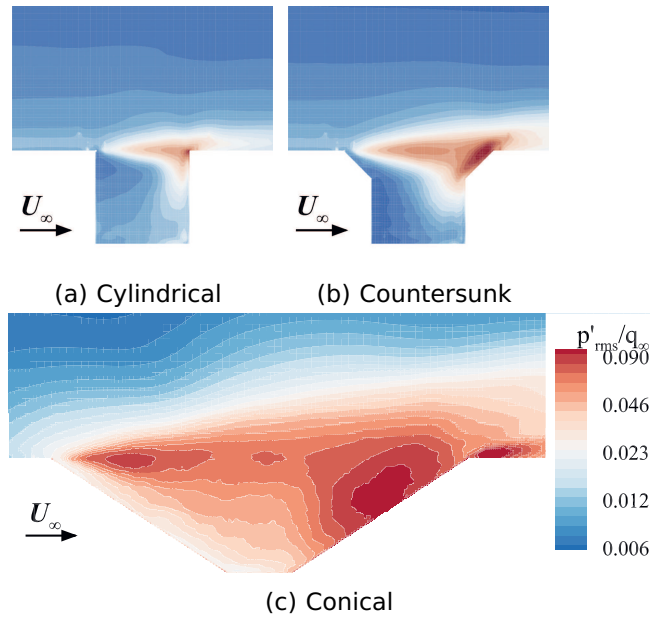 U∞
U∞
(a) Cylindrical
(b) Countersunk
p'rms/q∞
0.090
0.046
0.023
0.012
0.006
U∞
(c) Conical